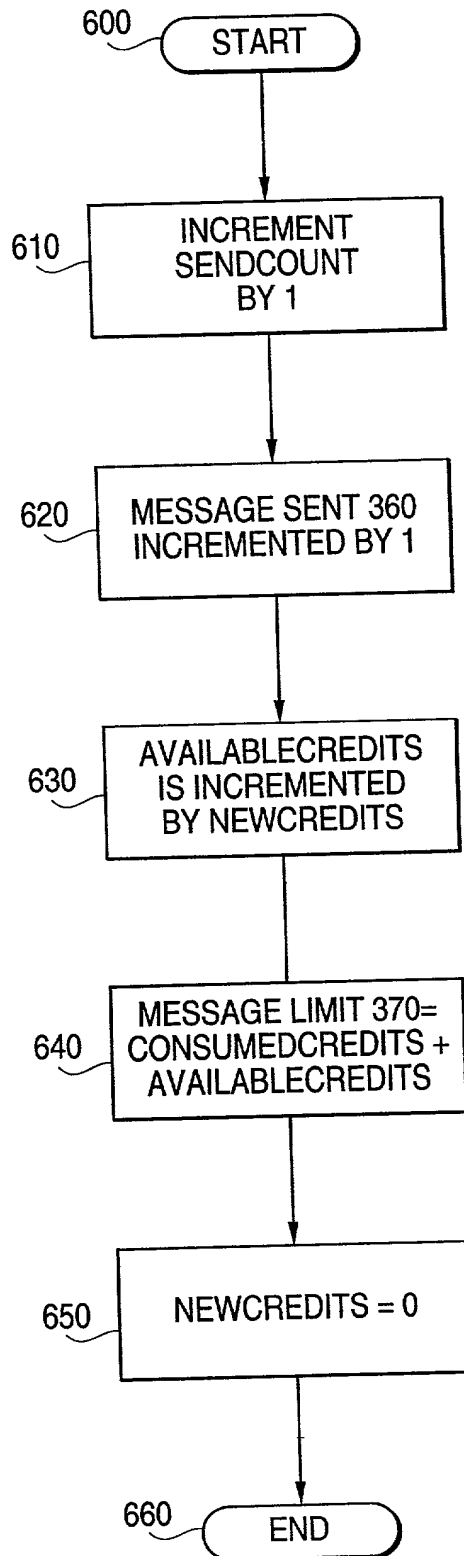 600
START
610
INCREMENT
SENDCOUNT
BY 1
620
MESSAGE SENT 360
INCREMENTED BY 1
630
AVAILABLECREDITS
IS INCREMENTED
BY NEWCREDITS
640
MESSAGE LIMIT 370=
CONSUMEDCREDITS +
AVAILABLECREDITS
650
NEWCREDITS = 0
660
END